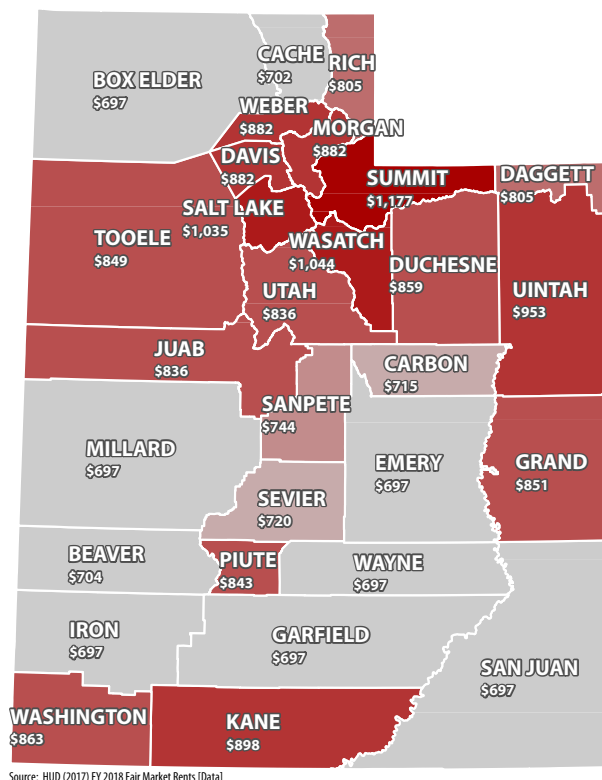 CACHE
$702
RICH
$805
BOX ELDER
$697
WEBER
$882
MORGAN
$882
DAVIS
$882
SUMMIT
$1,177
DAGGETT
$805
SALT LAKE
$1,035
TOOELE
$849
WASATCH
$1,044
DUCHESNE
$859
UINTAH
$953
UTAH
$836
JUAB
$836
CARBON
$715
SANPETE
$744
MILLARD
$697
EMERY
$697
GRAND
$851
SEVIER
$720
BEAVER
$704
PIUTE
$843
WAYNE
$697
IRON
$697
GARFIELD
$697
SAN JUAN
$697
WASHINGTON
$863
KANE
$898
Source: HUD (2017) FY 2018 Fair Market Rents [Data]